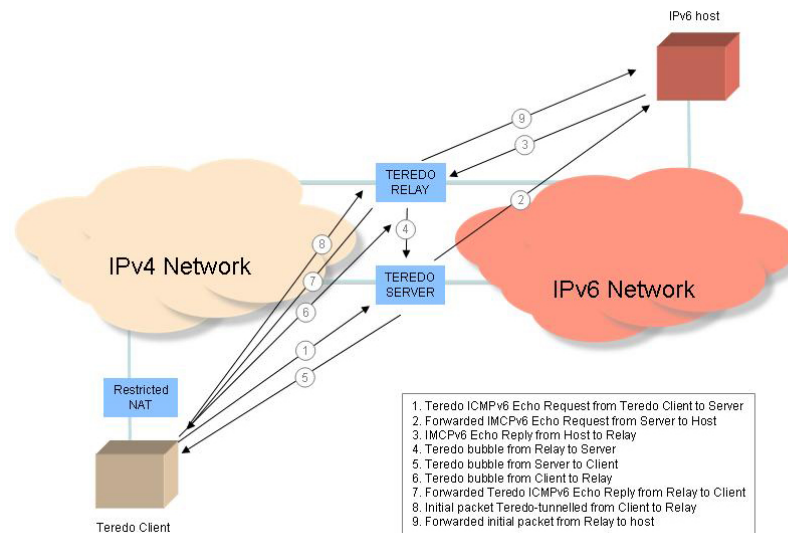 IPv6 host
9
3
TEREDO
RELAY
2
4
8
IPv4 Network
7
TEREDO
SERVER
IPv6 Network
6
1
5
Restricted
NAT
Teredo Client
1. Teredo ICMPv6 Echo Request from Teredo Client to Server
2. Forwarded IMCPv6 Echo Request from Server to Host
3. IMCPv6 Echo Reply from Host to Relay
4. Teredo bubble from Relay to Server
5. Teredo bubble from Server to Client
6. Teredo bubble from Client to Relay
7. Forwarded Teredo ICMPv6 Echo Reply from Relay to Client
8. Initial packet Teredo-tunnelled from Client to Relay
9. Forwarded initial packet from Relay to host